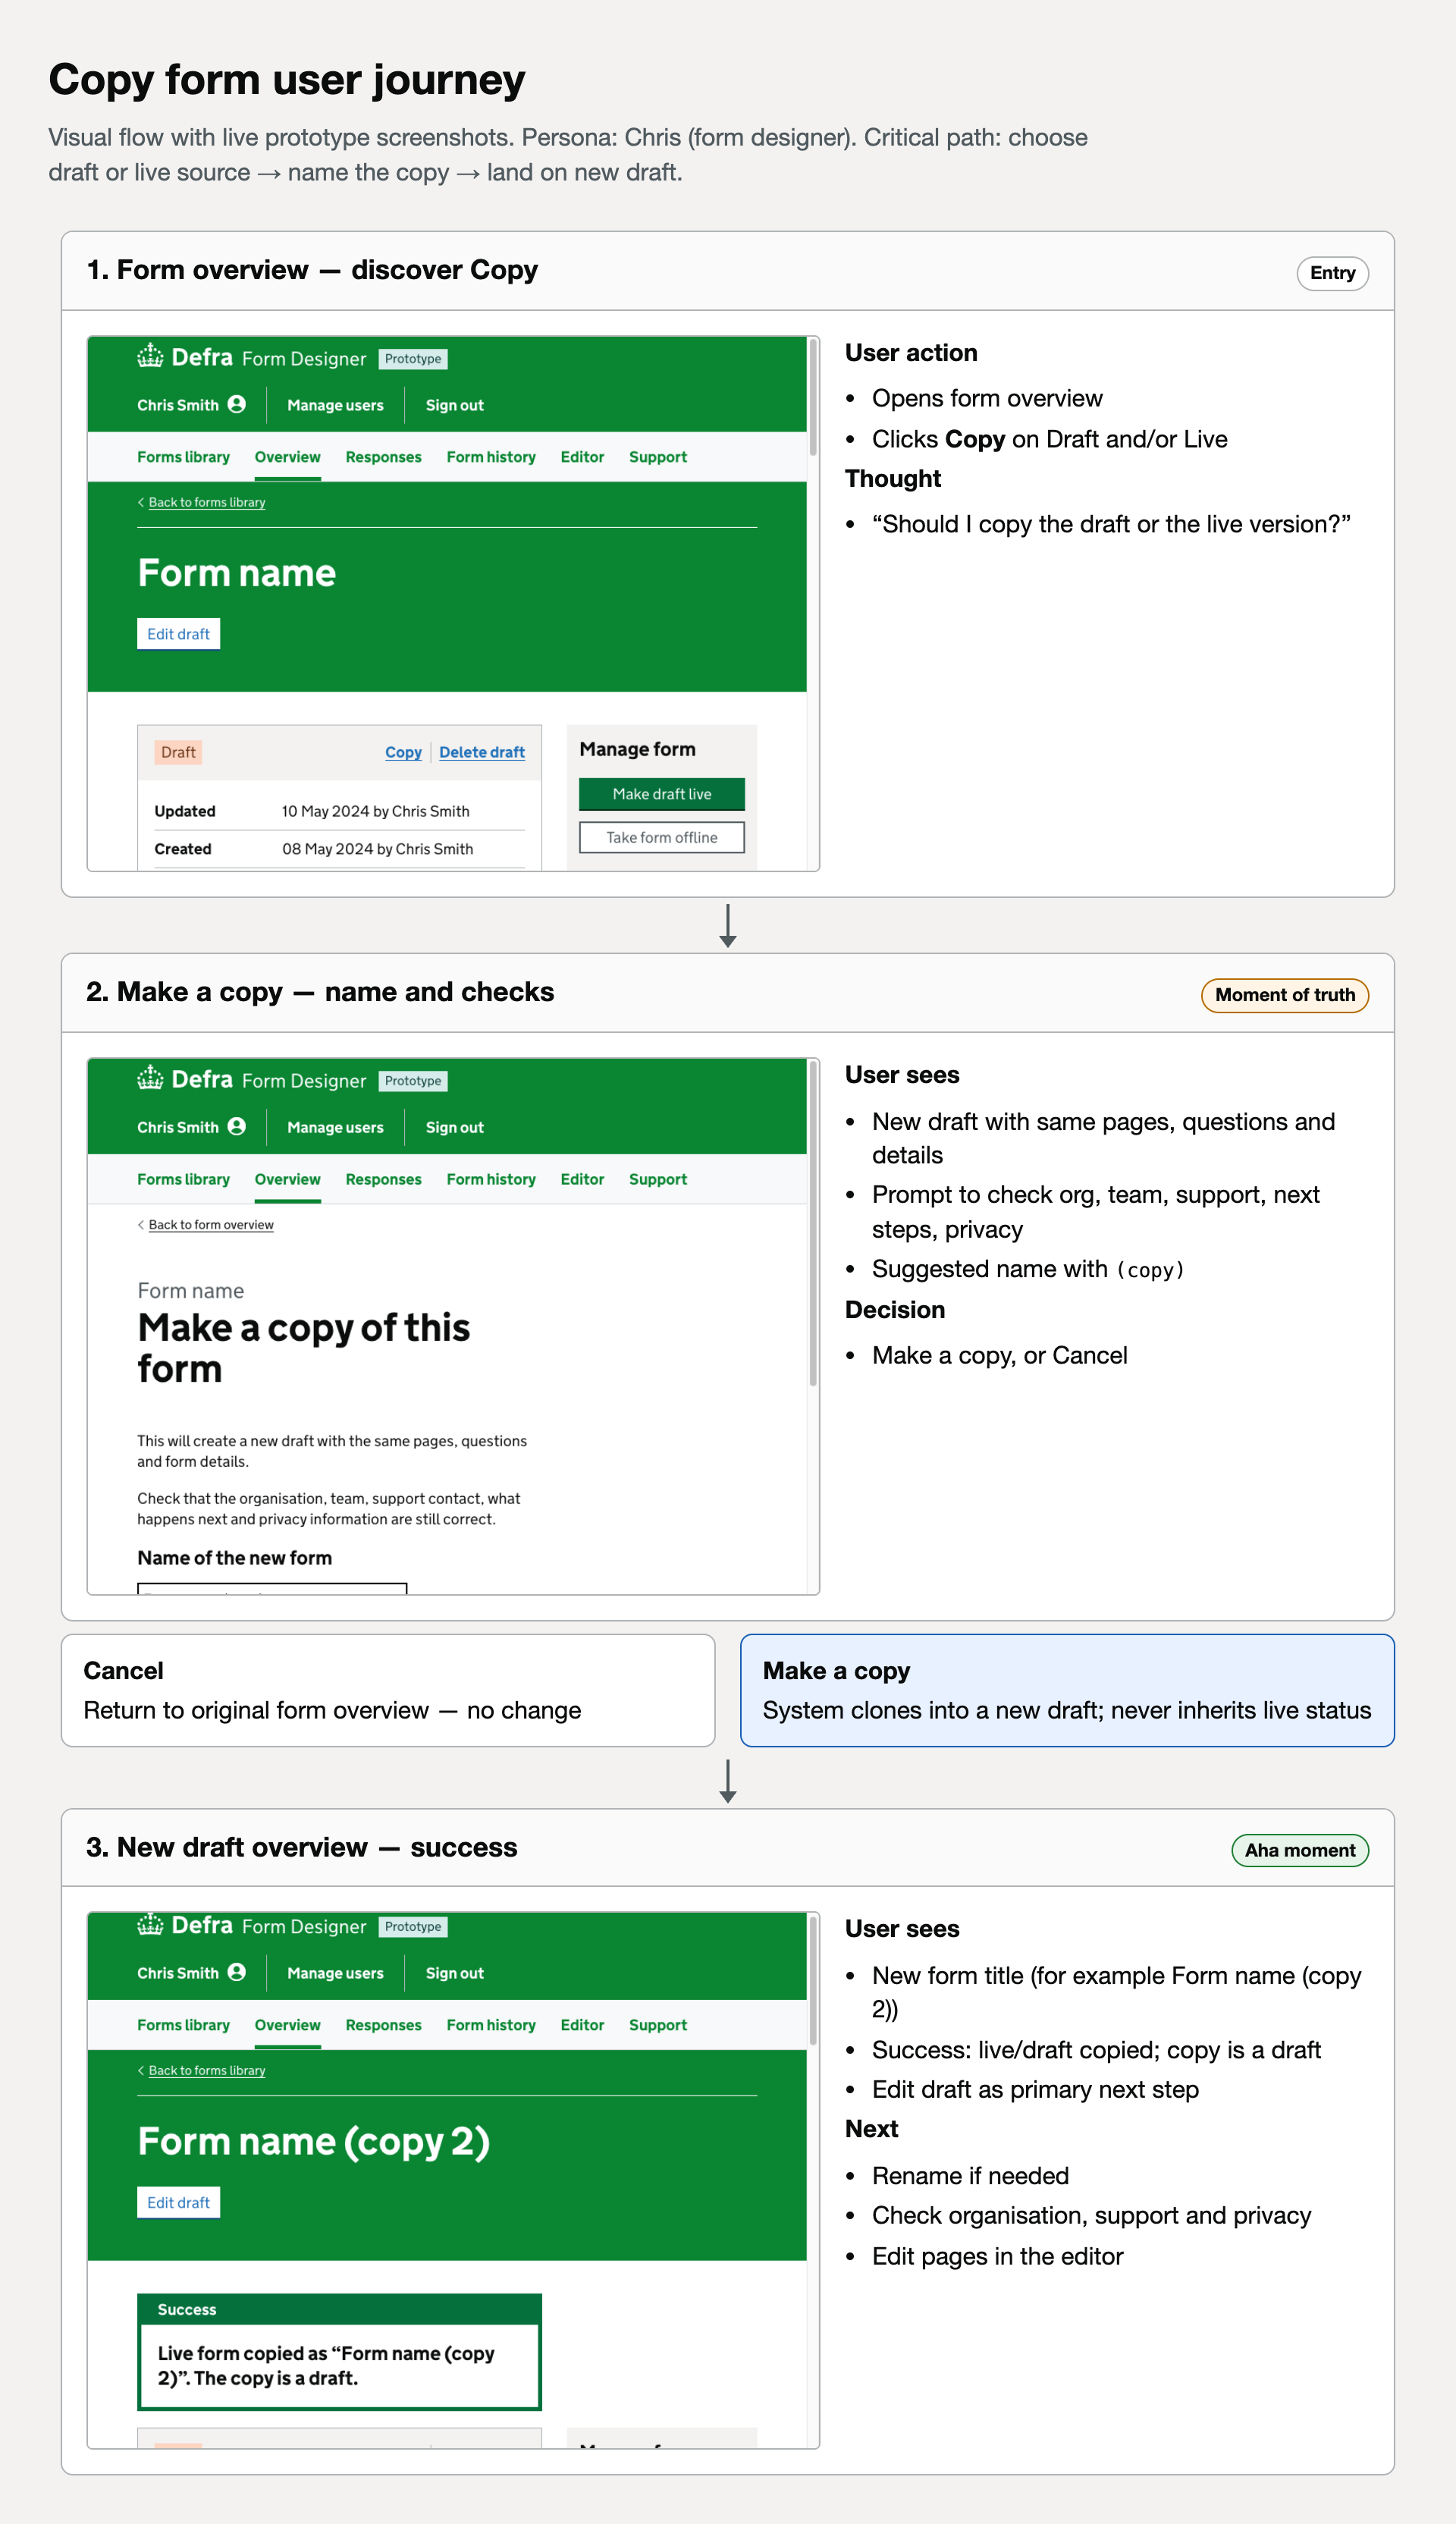 Copy form user journey
Visual flow with live prototype screenshots. Persona: Chris (form designer). Critical path: choose
draft or live source → name the copy → land on new draft.
1. Form overview — discover Copy
Entry
Defra Form Designer Prototype
Chris Smith Manage users Sign out
Forms library Overview Responses Form history Editor Support
Back to forms library
Form name
Edit draft
Draft Copy Delete draft
Updated 10 May 2024 by Chris Smith
Created 08 May 2024 by Chris Smith
Manage form
Make draft live
Take form offline
User action
• Opens form overview
• Clicks Copy on Draft and/or Live
Thought
• “Should I copy the draft or the live version?”
2. Make a copy — name and checks
Moment of truth
Defra Form Designer Prototype
Chris Smith Manage users Sign out
Forms library Overview Responses Form history Editor Support
Back to form overview
Form name
Make a copy of this
form
This will create a new draft with the same pages, questions
and form details.
Check that the organisation, team, support contact, what
happens next and privacy information are still correct.
Name of the new form
User sees
• New draft with same pages, questions and
details
• Prompt to check org, team, support, next
steps, privacy
• Suggested name with (copy)
Decision
• Make a copy, or Cancel
Cancel
Return to original form overview — no change
Make a copy
System clones into a new draft; never inherits live status
3. New draft overview — success
Aha moment
Defra Form Designer Prototype
Chris Smith Manage users Sign out
Forms library Overview Responses Form history Editor Support
Back to forms library
Form name (copy 2)
Edit draft
Success
Live form copied as “Form name (copy
2)”. The copy is a draft.
User sees
• New form title (for example Form name (copy
2))
• Success: live/draft copied; copy is a draft
• Edit draft as primary next step
Next
• Rename if needed
• Check organisation, support and privacy
• Edit pages in the editor